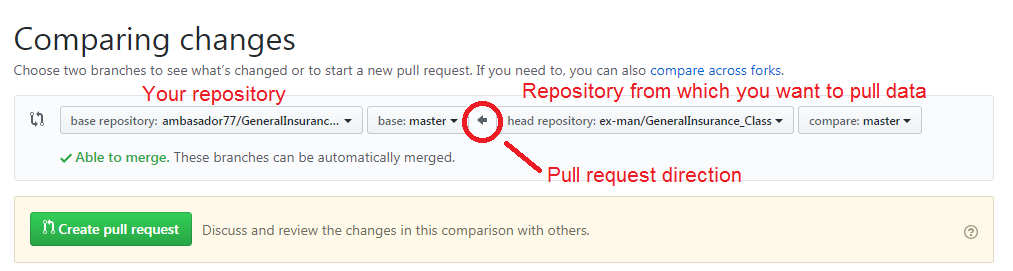 Comparing changes
Choose two branches to see what's changed or to start a new pull request. If you need to, you can also compare across forks.
Your repository
Repository from which you want to pull data
base repository: ambasador77/GeneralInsuranc... base: master head repository: ex-man/GeneralInsurance_Class compare: master
Able to merge. These branches can be automatically merged.
Pull request direction
Create pull request Discuss and review the changes in this comparison with others.